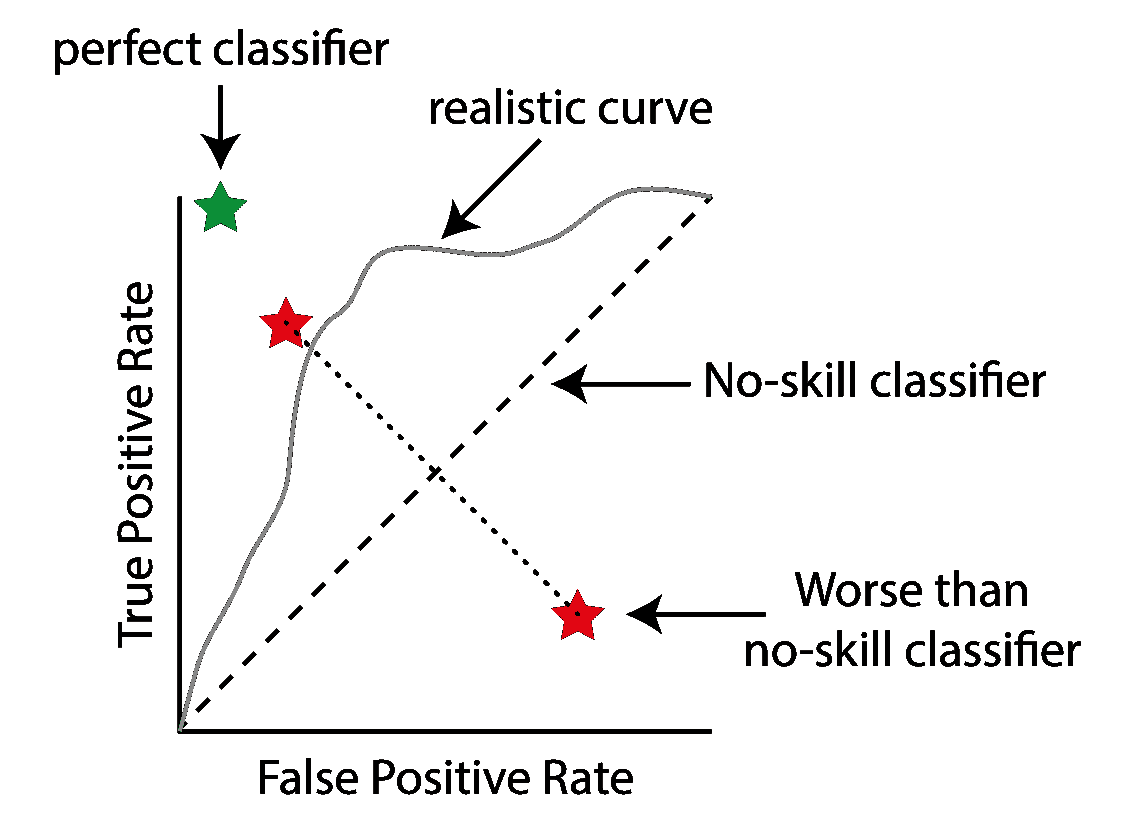 perfect classifier
realistic curve
True Positive Rate
No-skill classifier
Worse than
no-skill classifier
False Positive Rate